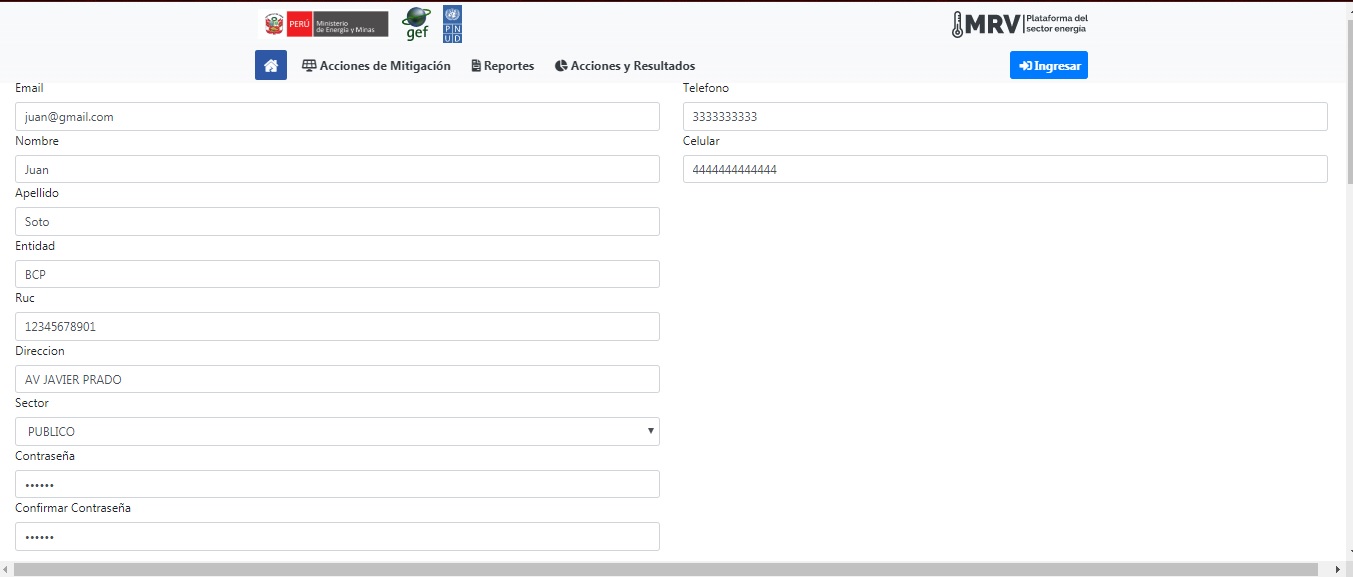 PERÚ Ministerio de Energía y Minas
gef
PNUD
MRV Plataforma del sector energía
Acciones de Mitigación
Reportes
Acciones y Resultados
Ingresar
Email
juan@gmail.com
Nombre
Juan
Apellido
Soto
Entidad
BCP
Ruc
12345678901
Direccion
AV JAVIER PRADO
Sector
PUBLICO
Contraseña
••••••
Confirmar Contraseña
••••••
Telefono
3333333333
Celular
4444444444444